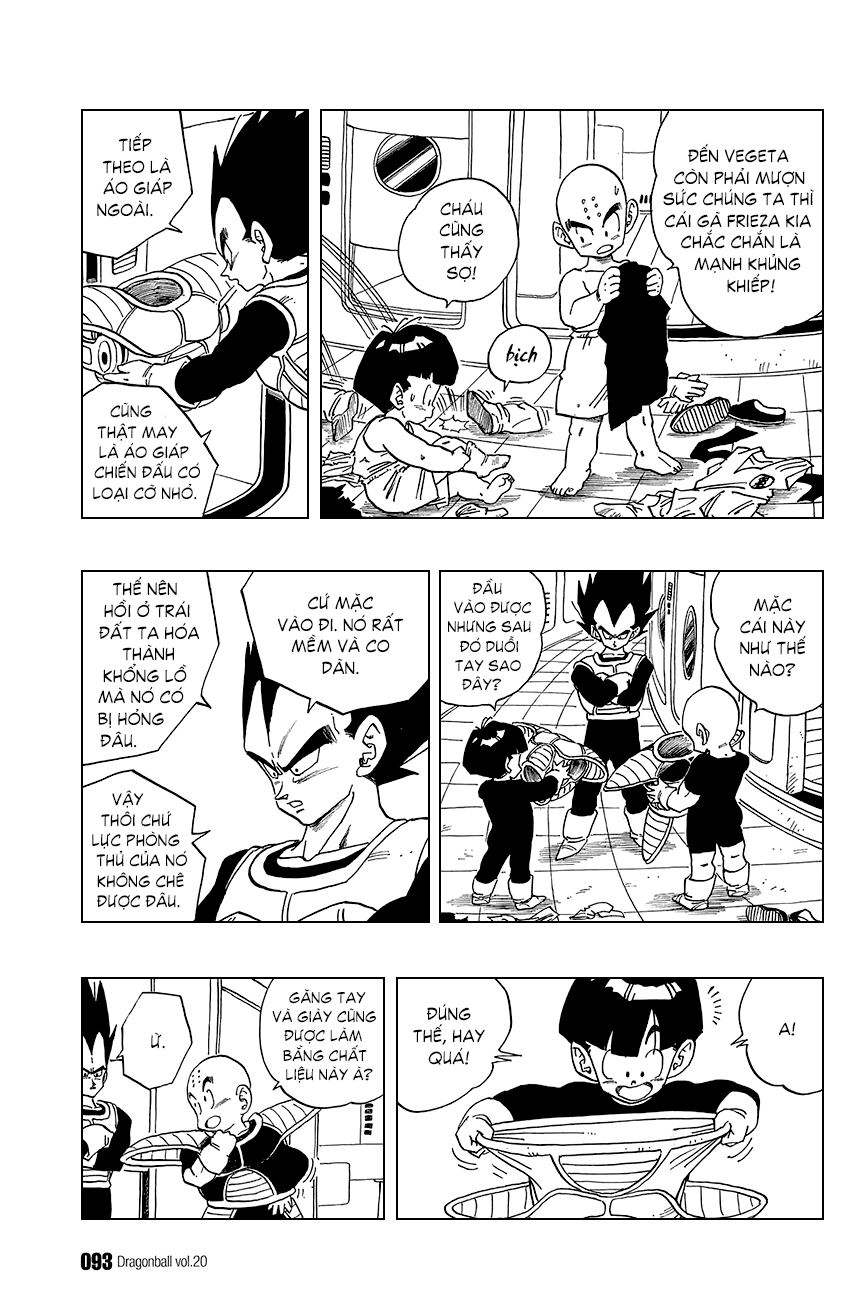 ĐẾN VEGETA
CÒN PHẢI MƯỢN
SỨC CHÚNG TA THÌ
CÁI GÃ FRIEZA KIA
CHẮC CHẮN LÀ
MẠNH KHỦNG
KHIẾP!
CHÁU
CŨNG
THẤY
SỢ!
bịch
TIẾP
THEO LÀ
ÁO GIÁP
NGOÀI.
CŨNG
THẬT MAY
LÀ ÁO GIÁP
CHIẾN ĐẤU CÓ
LOẠI CỠ NHỎ.
MẶC
CÁI NÀY
NHƯ THẾ
NÀO?
ĐẦU
VÀO ĐƯỢC
NHƯNG SAU
ĐÓ DUỖI
TAY SAO
ĐÂY?
CỨ MẶC
VÀO ĐI. NÓ RẤT
MỀM VÀ CO
DÃN.
THẾ NÊN
HỒI Ở TRÁI
ĐẤT TA HÓA
THÀNH
KHỔNG LỒ
MÀ NÓ CÓ
BỊ HỎNG
ĐÂU.
VẬY
THÔI CHỨ
LỰC PHÒNG
THỦ CỦA NÓ
KHÔNG CHÊ
ĐƯỢC ĐÂU.
A!
ĐÚNG
THẾ, HAY
QUÁ!
GĂNG TAY
VÀ GIÀY CŨNG
ĐƯỢC LÀM
BẰNG CHẤT
LIỆU NÀY À?
Ừ.
093 Dragonball vol.20